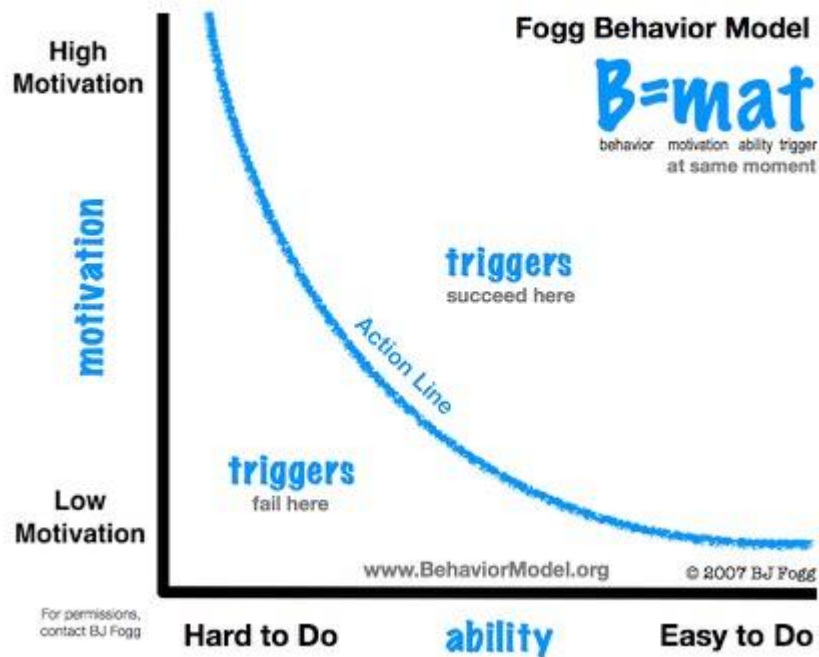 Fogg Behavior Model
B=mat
behavior motivation ability trigger
at same moment
High
Motivation
motivation
Low
Motivation
triggers
succeed here
Action Line
triggers
fail here
www.BehaviorModel.org
© 2007 BJ Fogg
For permissions,
contact BJ Fogg
Hard to Do
ability
Easy to Do